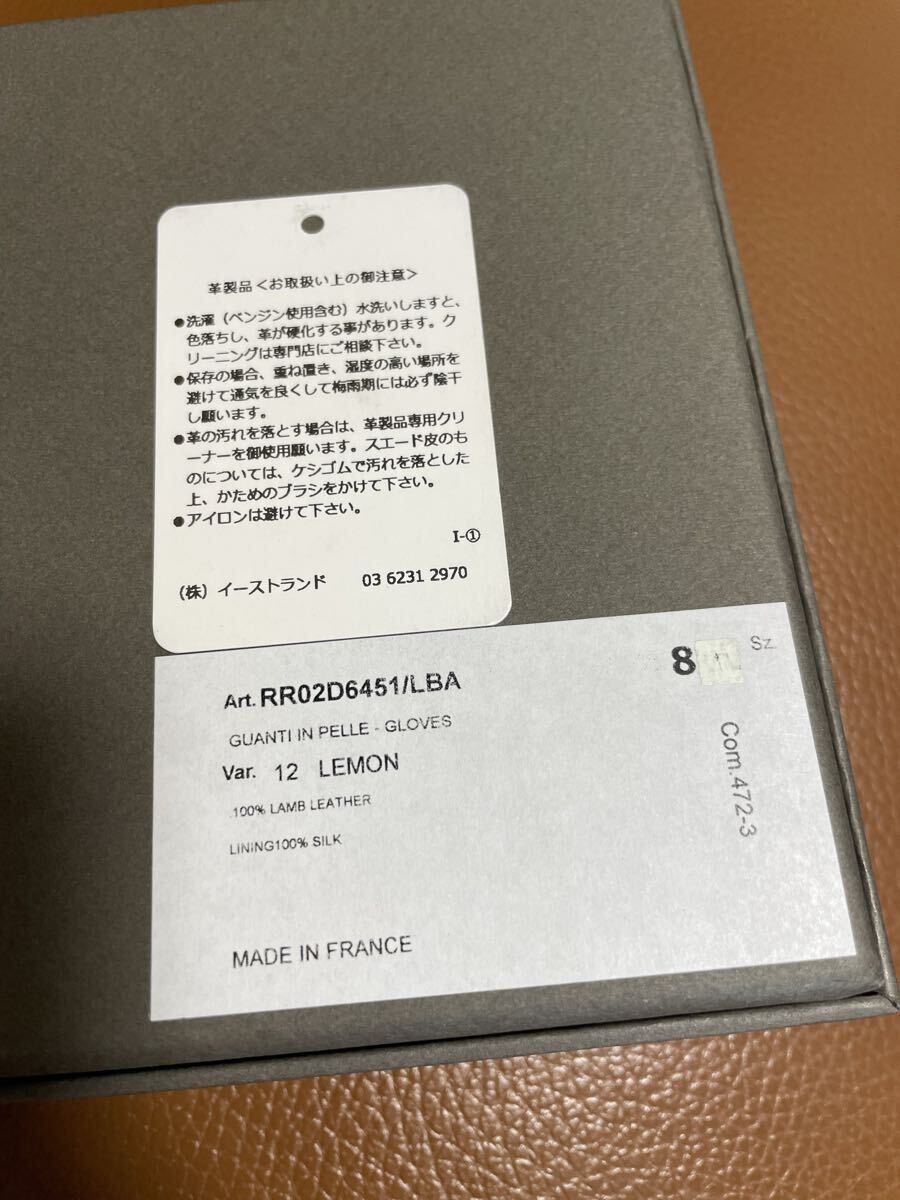 革製品<お取扱い上の御注意>
●洗濯（ベンジン使用含む）水洗いしますと、
色落ちし、革が硬化する事があります。ク
リーニングは専門店にご相談下さい。
●保存の場合、重ね置き、湿度の高い場所を
避けて通気を良くして梅雨期には必ず陰干
し願います。
●革の汚れを落とす場合は、革製品専用クリ
ーナーを御使用願います。スエード皮のも
のについては、ケシゴムで汚れを落とした
上、かためのブラシをかけて下さい。
●アイロンは避けて下さい。
I-①
（株）イーストランド 03 6231 2970
8 Sz.
Art. RR02D6451/LBA
GUANTI IN PELLE - GLOVES
Var. 12 LEMON
.100% LAMB LEATHER
LINING100% SILK
MADE IN FRANCE
Com.472-3